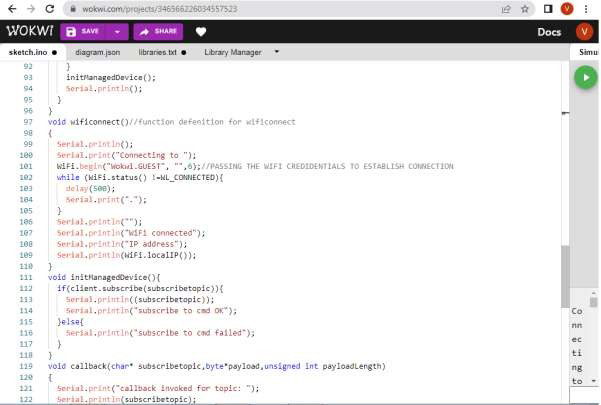 wokwi.com/projects/346566226034557523
V
WOKWI
SAVE
SHARE
Docs
V
sketch.ino
diagram.json
libraries.txt
Library Manager
Simu
92 }
93 initManagedDevice();
94 Serial.println();
95 }
96 }
97 void wificonnect()//function defenition for wificonnect
98 {
99 Serial.println();
100 Serial.print("Connecting to ");
101 WiFi.begin("Wokwi.GUEST", "",6);//PASSING THE WIFI CREDIDENTIALS TO ESTABLISH CONNECTION
102 while (WiFi.status() !=WL_CONNECTED){
103 delay(500);
104 Serial.print(".");
105 }
106 Serial.println("");
107 Serial.println("WiFi connected");
108 Serial.println("IP address");
109 Serial.println(WiFi.localIP());
110 }
111 void initManagedDevice(){
112 if(client.subscribe(subscribetopic)){
113 Serial.println((subscribetopic));
114 Serial.println("subscribe to cmd OK");
115 }else{
116 Serial.println("subscribe to cmd failed");
117 }
118 }
119 void callback(char* subscribetopic,byte*payload,unsigned int payloadLength)
120 {
121 Serial.print("callback invoked for topic: ");
122 Serial.println(subscribetopic);
Co
nn
ec
ti
ng
to